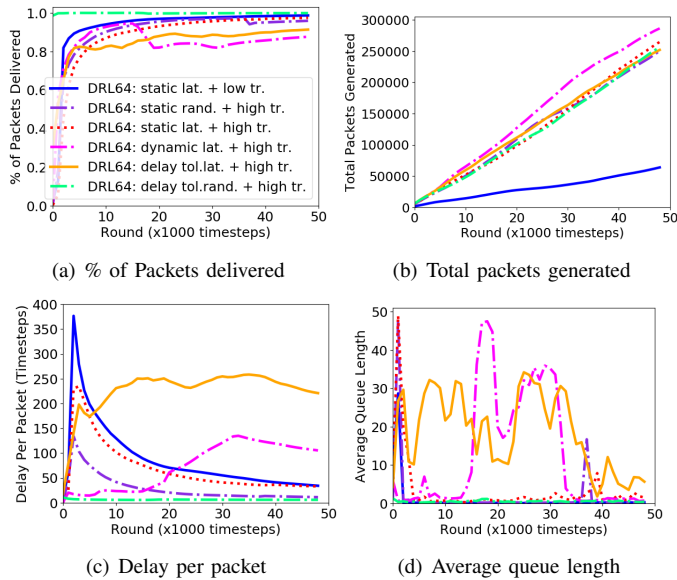 % of Packets Delivered
1.0
0.8
0.6
0.4
0.2
0.0
DRL64: static lat. + low tr.
DRL64: static rand. + high tr.
DRL64: static lat. + high tr.
DRL64: dynamic lat. + high tr.
DRL64: delay tol.lat. + high tr.
DRL64: delay tol.rand. + high tr.
0 10 20 30 40 50
Round (x1000 timesteps)
(a) % of Packets delivered
Total Packets Generated
300000
250000
200000
150000
100000
50000
0
0 10 20 30 40 50
Round (x1000 timesteps)
(b) Total packets generated
Delay Per Packet (Timesteps)
400
350
300
250
200
150
100
50
0
0 10 20 30 40 50
Round (x1000 timesteps)
(c) Delay per packet
Average Queue Length
50
40
30
20
10
0
0 10 20 30 40 50
Round (x1000 timesteps)
(d) Average queue length